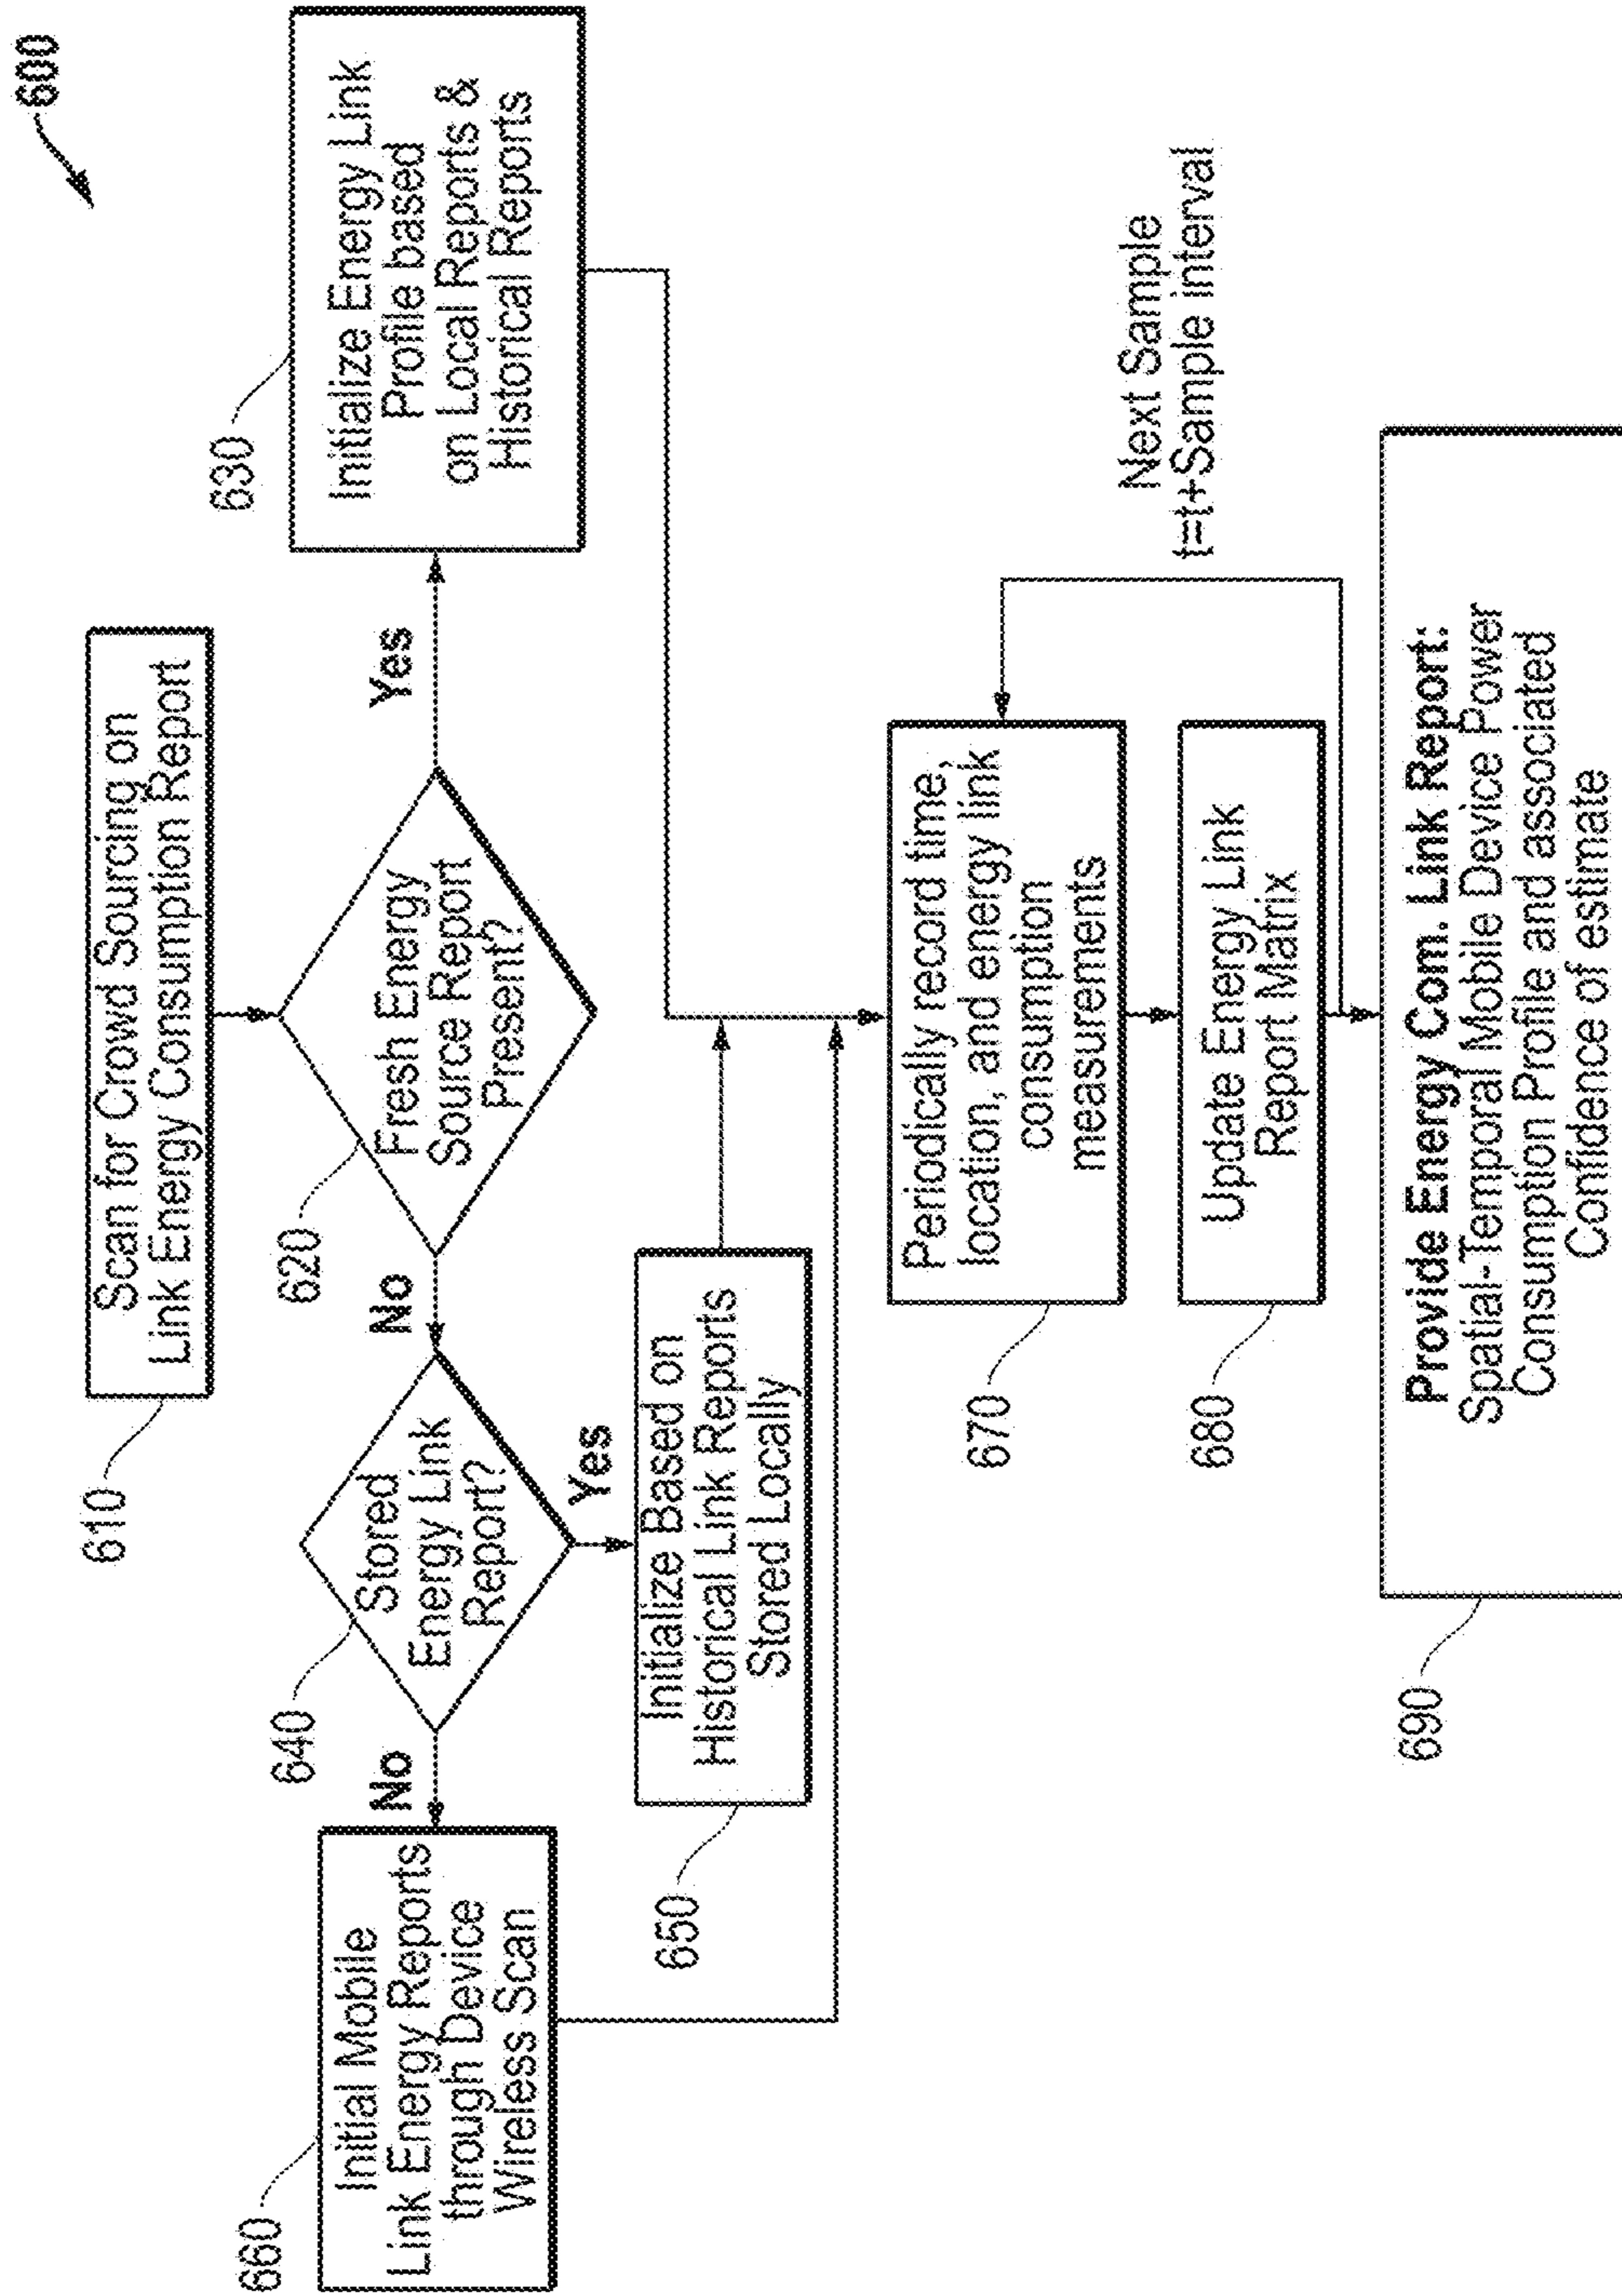 600
610
Scan for Crowd Sourcing on
Link Energy Consumption Report
620
Fresh Energy
Source Report
Present?
Yes
No
630
Initialize Energy Link
Profile based
on Local Reports &
Historical Reports
640
Stored
Energy Link
Report?
Yes
No
650
Initialize Based on
Historical Link Reports
Stored Locally
660
Initial Mobile
Link Energy Reports
through Device
Wireless Scan
670
Periodically record time,
location, and energy link
consumption
measurements
Next Sample
t=t+Sample interval
680
Update Energy Link
Report Matrix
690
Provide Energy Com. Link Report:
Spatial-Temporal Mobile Device Power
Consumption Profile and associated
Confidence of estimate